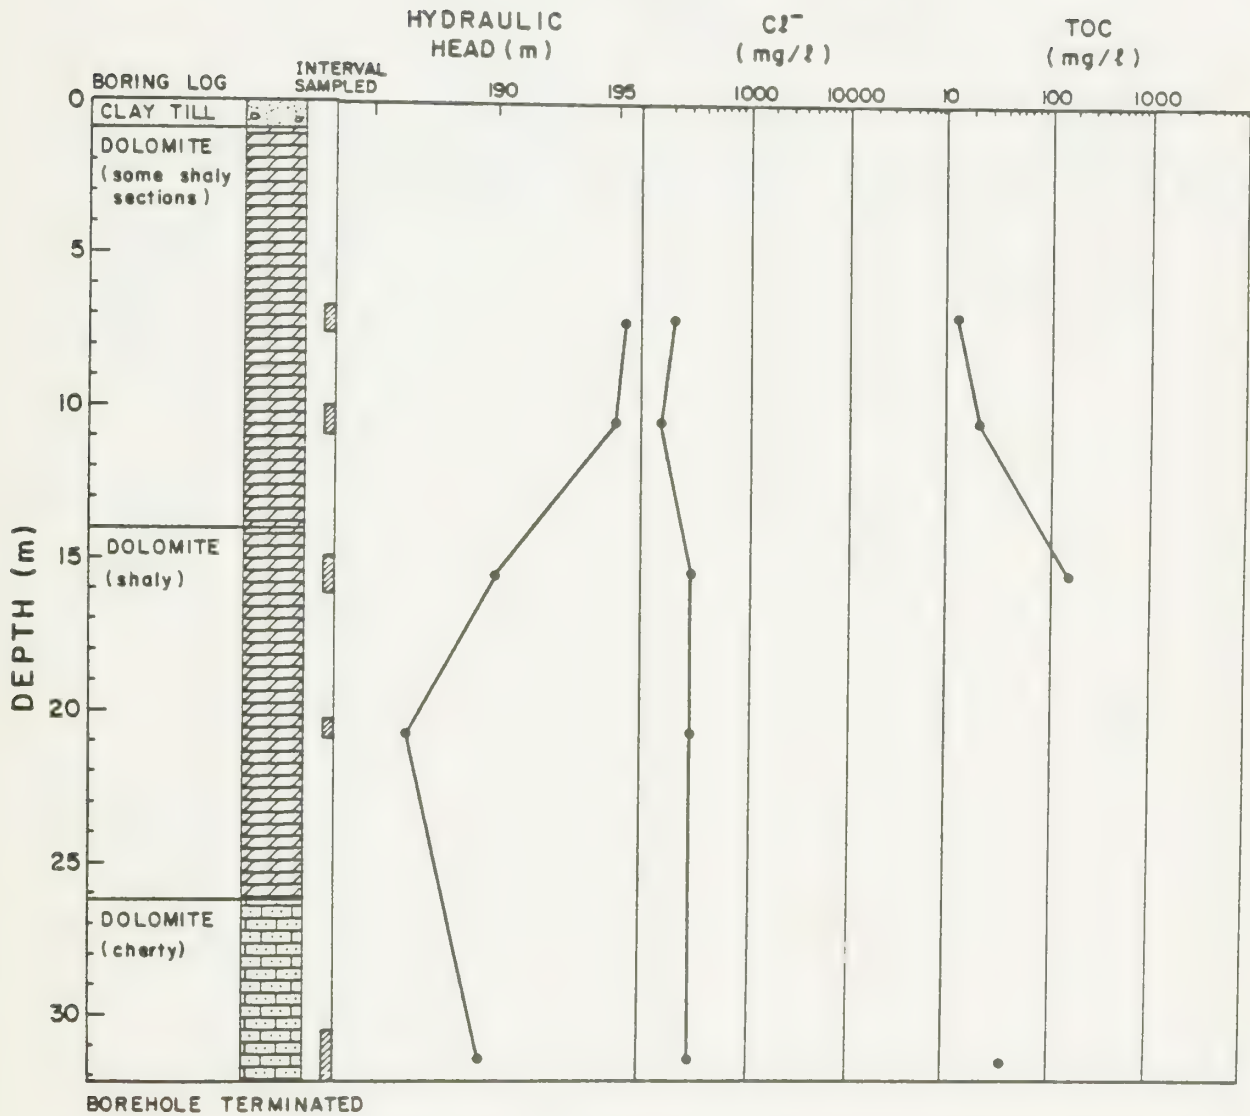 HYDRAULIC
HEAD (m)
Cℓ⁻
(mg/ℓ)
TOC
(mg/ℓ)
BORING LOG
INTERVAL
SAMPLED
190
195
1000
10000
10
100
1000
0
CLAY TILL
DOLOMITE
(some shaly
sections)
5
10
DOLOMITE
(shaly)
15
DEPTH (m)
20
25
DOLOMITE
(cherty)
30
BOREHOLE TERMINATED